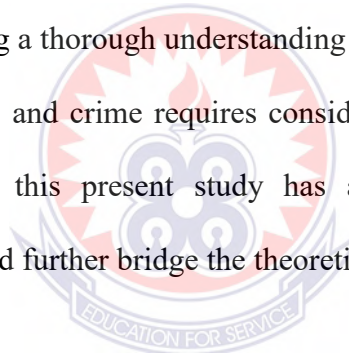 g a thorough understanding
and crime requires consid
this present study has a
d further bridge the theoreti
EDUCATION FOR SERVICE